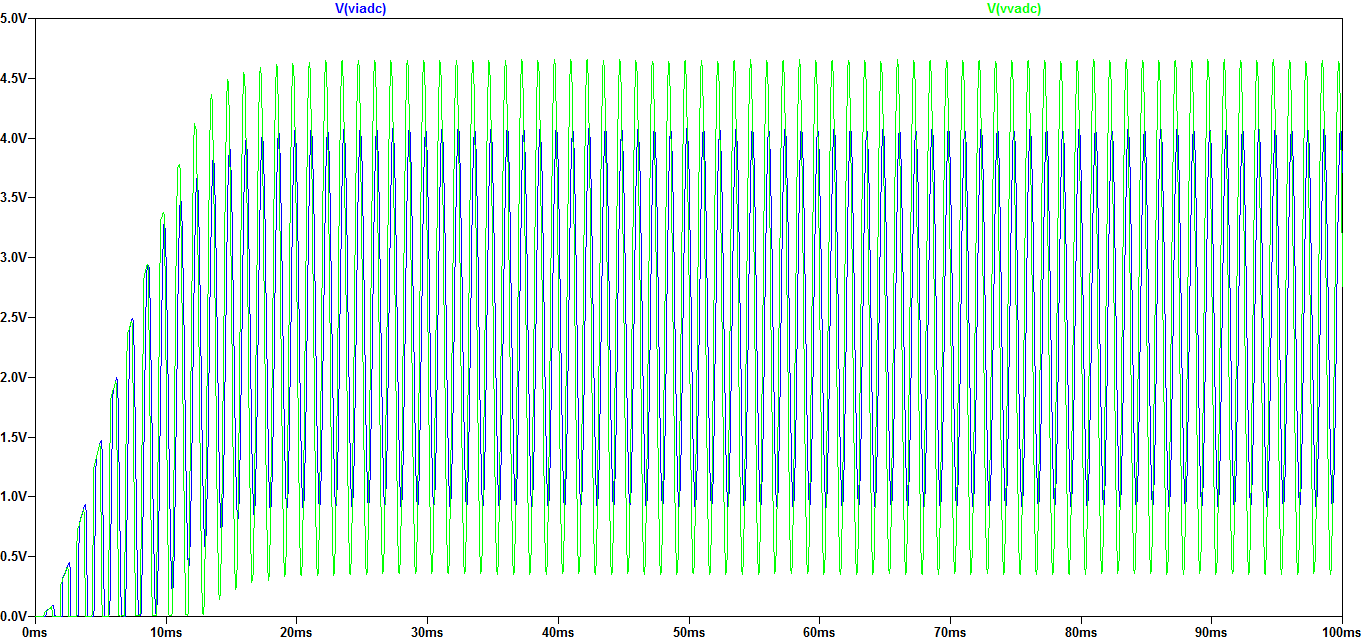 V(viadc) V(vvadc)
5.0V
4.5V
4.0V
3.5V
3.0V
2.5V
2.0V
1.5V
1.0V
0.5V
0.0V
0ms 10ms 20ms 30ms 40ms 50ms 60ms 70ms 80ms 90ms 100ms